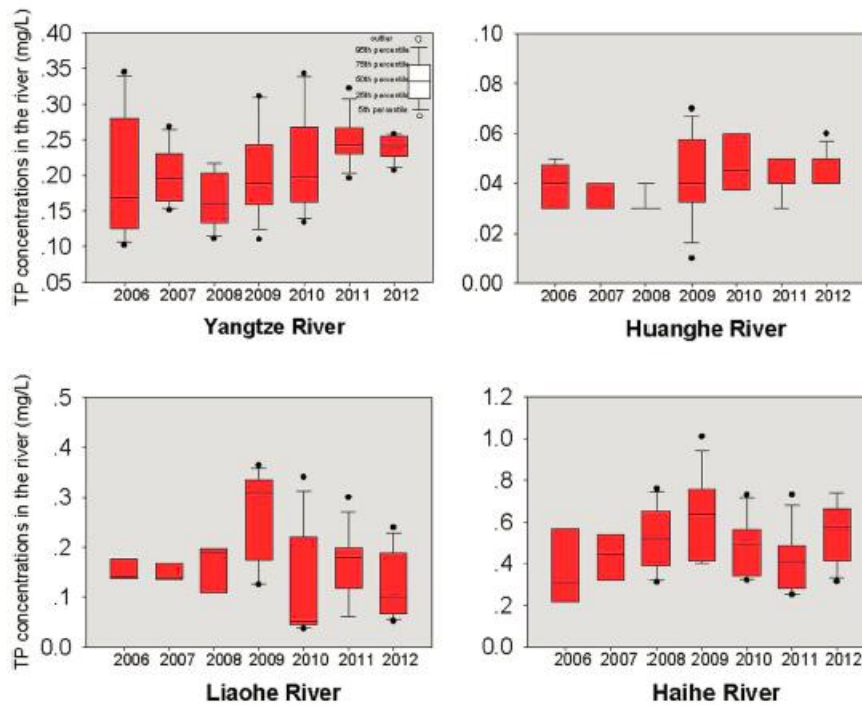 TP concentrations in the river (mg/L)
.40
.35
.30
.25
.20
.15
.10
.05
outlier
95th percentile
75th percentile
50th percentile
25th percentile
5th percentile
2006 2007 2008 2009 2010 2011 2012
Yangtze River
0.10
.08
.06
.04
.02
0.00
2006 2007 2008 2009 2010 2011 2012
Huanghe River
TP concentrations in the river (mg/L)
.5
.4
.3
.2
.1
0.0
2006 2007 2008 2009 2010 2011 2012
Liaohe River
1.2
1.0
.8
.6
.4
.2
0.0
2006 2007 2008 2009 2010 2011 2012
Haihe River